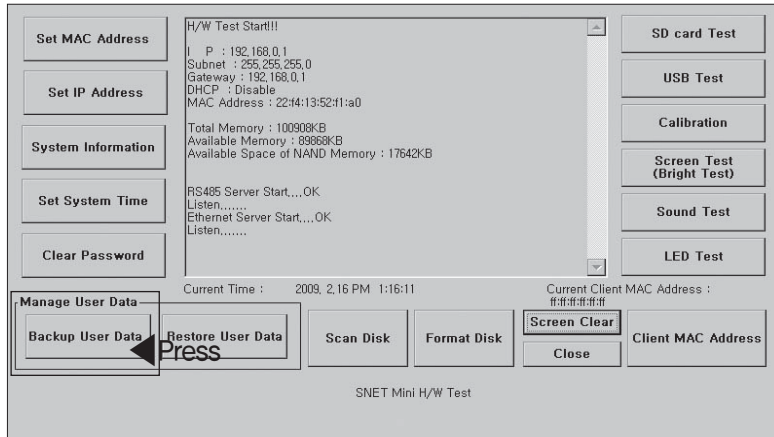 Set MAC Address
Set IP Address
System Information
Set System Time
Clear Password
H/W Test Start!!!
I P : 192,168,0,1
Subnet : 255,255,255,0
Gateway : 192,168,0,1
DHCP : Disable
MAC Address : 22:f4:13:52:f1:a0
Total Memory : 100908KB
Available Memory : 89868KB
Available Space of NAND Memory : 17642KB
RS485 Server Start,,,,OK
Listen,,,,,,,
Ethernet Server Start,,,,OK
Listen,,,,,,,
SD card Test
USB Test
Calibration
Screen Test
(Bright Test)
Sound Test
LED Test
Current Time : 2009, 2,16 PM 1:16:11
Current Client MAC Address :
ff:ff:ff:ff:ff:ff
Manage User Data
Backup User Data
Restore User Data
Press
Scan Disk
Format Disk
Screen Clear
Close
Client MAC Address
SNET Mini H/W Test